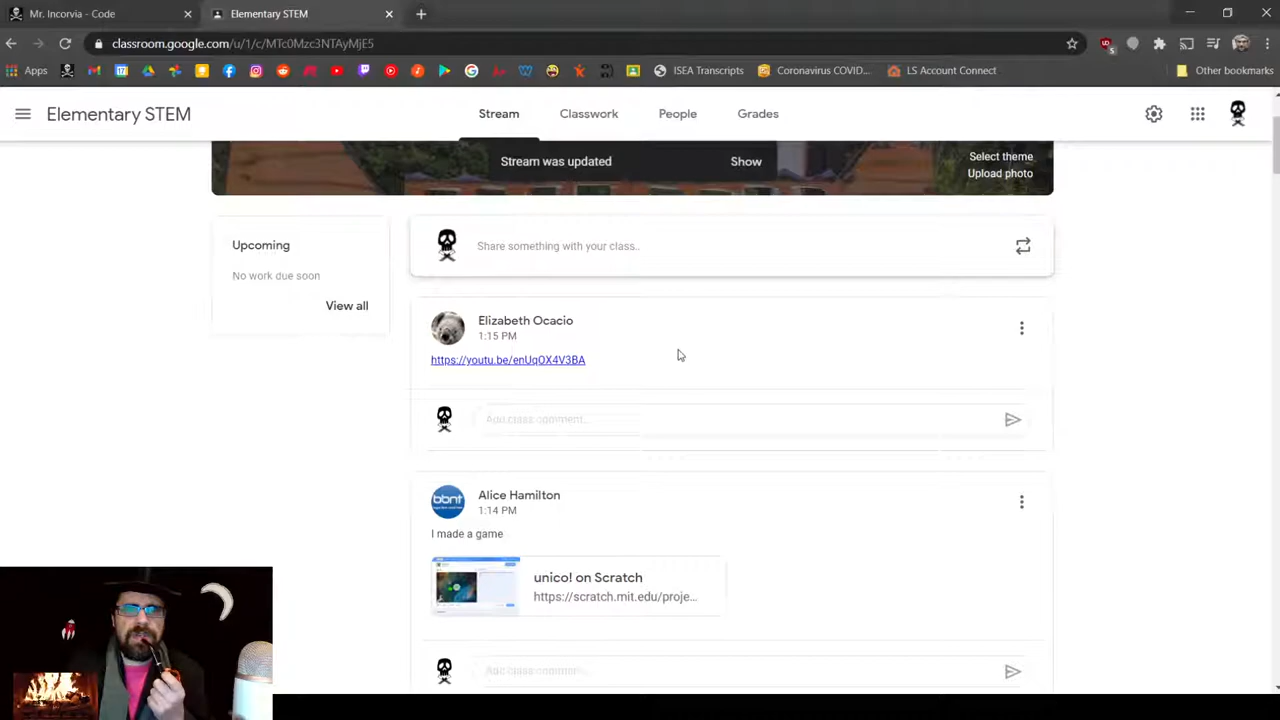 Mr. Incorvia - Code
Elementary STEM
classroom.google.com/u/1/c/MTc0Mzc3NTAyMjE5
Apps
ISEA Transcripts
Coronavirus COVID...
LS Account Connect
Other bookmarks
Elementary STEM
Stream
Classwork
People
Grades
Stream was updated
Show
Select theme
Upload photo
Upcoming
No work due soon
View all
Share something with your class..
Elizabeth Ocacio
1:15 PM
https://youtu.be/enUqOX4V3BA
Add class comment...
Alice Hamilton
1:14 PM
I made a game
unico! on Scratch
https://scratch.mit.edu/proje...
Add class comment...